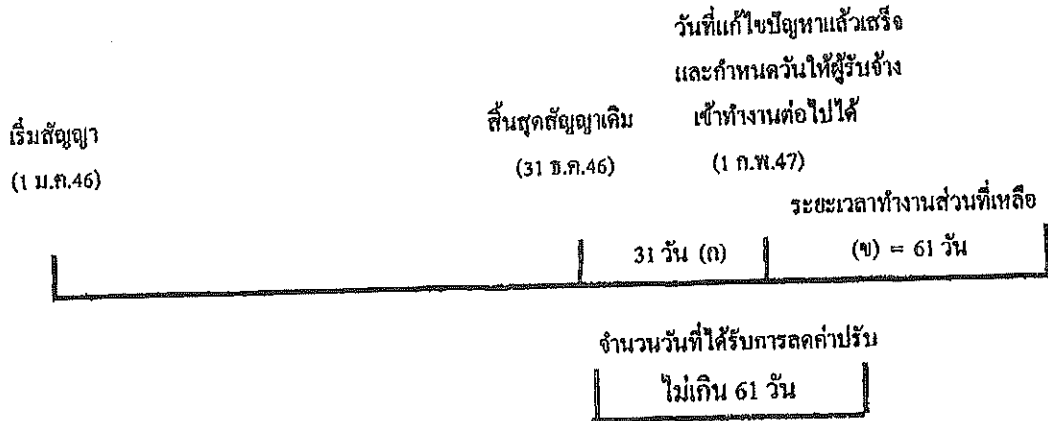 วันที่แก้ไขปัญหาแล้วเสร็จ
และกำหนดวันให้ผู้รับจ้าง
เริ่มสัญญา
สิ้นสุดสัญญาเดิม
เข้าทำงานต่อไปได้
(1 ม.ค.46)
(31 ธ.ค.46)
(1 ก.พ.47)
ระยะเวลาทำงานส่วนที่เหลือ
31 วัน (ก)
(ข) = 61 วัน
จำนวนวันที่ได้รับการลดค่าปรับ
ไม่เกิน 61 วัน